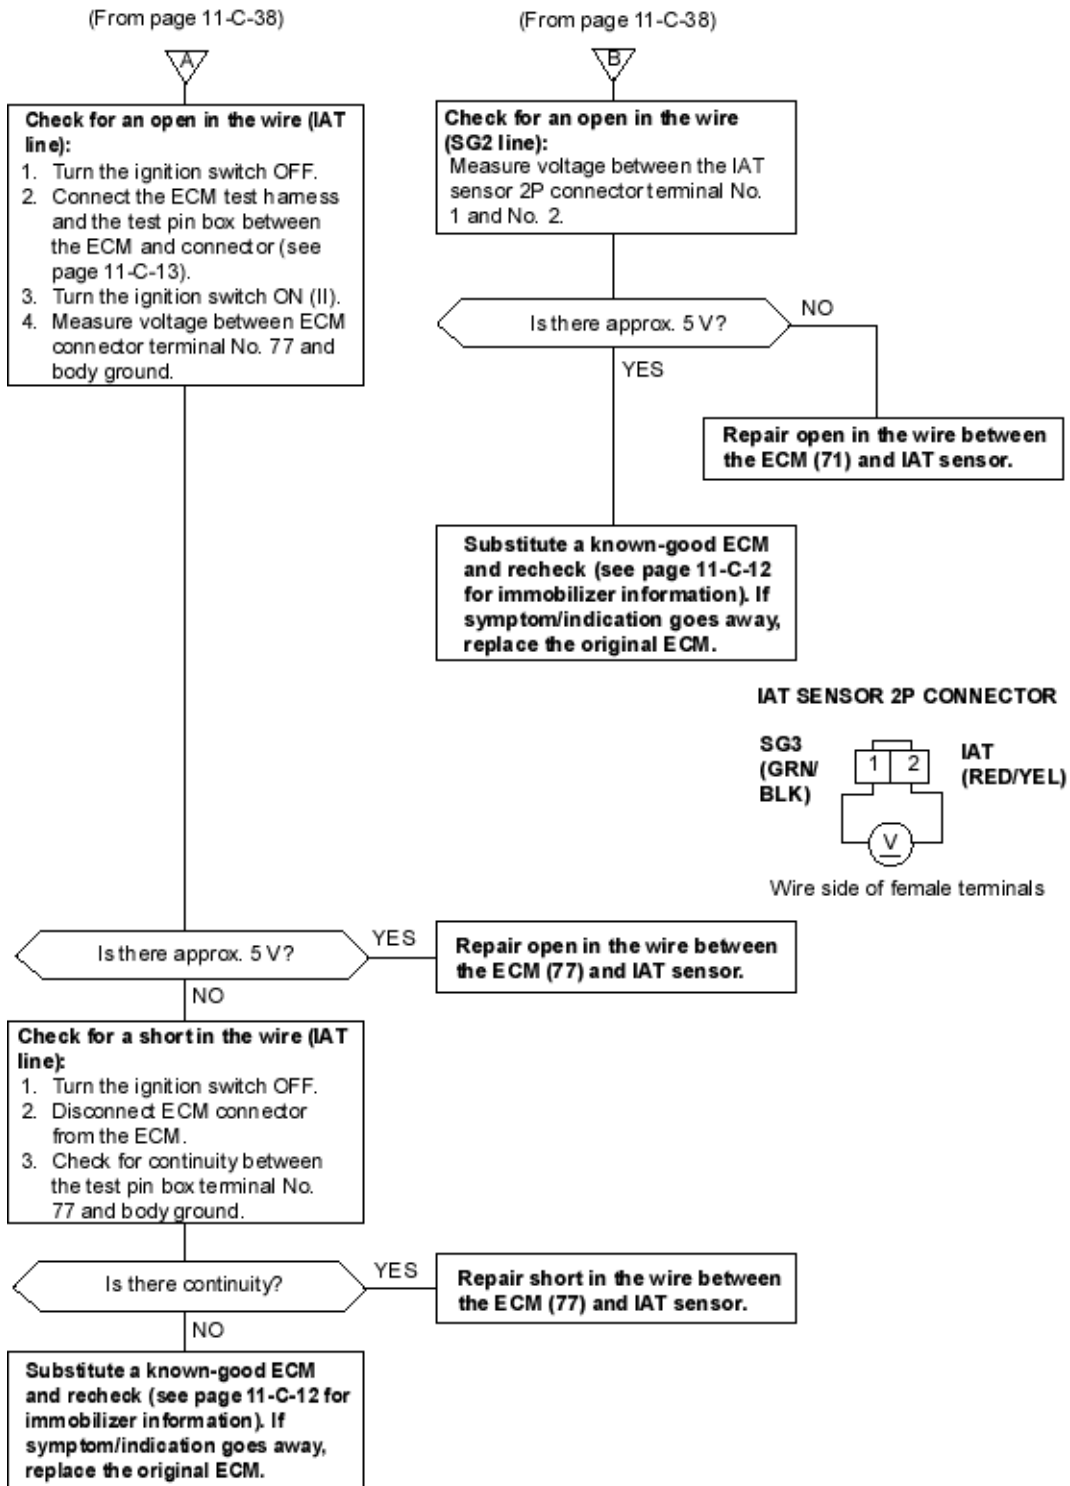 (From page 11-C-38)
A
Check for an open in the wire (IAT
line):
1. Turn the ignition switch OFF.
2. Connect the ECM test harness
and the test pin box between
the ECM and connector (see
page 11-C-13).
3. Turn the ignition switch ON (II).
4. Measure voltage between ECM
connector terminal No. 77 and
body ground.
(From page 11-C-38)
B
Check for an open in the wire
(SG2 line):
Measure voltage between the IAT
sensor 2P connector terminal No.
1 and No. 2.
Is there approx. 5 V?
NO
YES
Repair open in the wire between
the ECM (71) and IAT sensor.
Substitute a known-good ECM
and recheck (see page 11-C-12
for immobilizer information). If
symptom/indication goes away,
replace the original ECM.
IAT SENSOR 2P CONNECTOR
SG3
(GRN/
BLK)
1 2
IAT
(RED/YEL)
V
Wire side of female terminals
Is there approx. 5 V?
YES
Repair open in the wire between
the ECM (77) and IAT sensor.
NO
Check for a short in the wire (IAT
line):
1. Turn the ignition switch OFF.
2. Disconnect ECM connector
from the ECM.
3. Check for continuity between
the test pin box terminal No.
77 and body ground.
Is there continuity?
YES
Repair short in the wire between
the ECM (77) and IAT sensor.
NO
Substitute a known-good ECM
and recheck (see page 11-C-12 for
immobilizer information). If
symptom/indication goes away,
replace the original ECM.